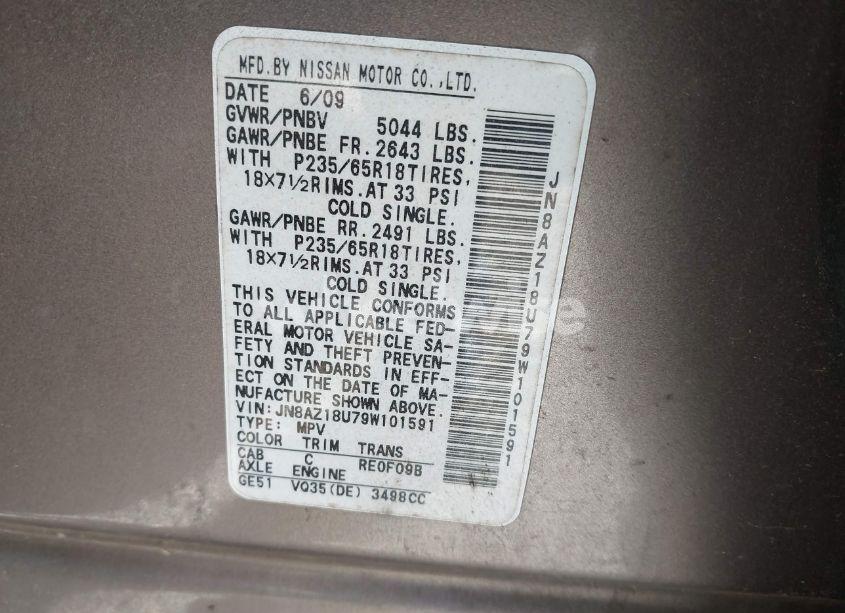 MFD.BY NISSAN MOTOR CO.,LTD.
DATE 6/09
GVWR/PNBV 5044 LBS.
GAWR/PNBE FR.2643 LBS.
WITH P235/65R18TIRES,
18×7½RIMS.AT 33 PSI
COLD SINGLE.
GAWR/PNBE RR.2491 LBS.
WITH P235/65R18TIRES,
18×7½RIMS.AT 33 PSI
COLD SINGLE.
THIS VEHICLE CONFORMS
TO ALL APPLICABLE FED-
ERAL MOTOR VEHICLE SA-
FETY AND THEFT PREVEN-
TION STANDARDS IN EFF-
ECT ON THE DATE OF MA-
NUFACTURE SHOWN ABOVE.
VIN:JN8AZ18U79W101591
TYPE: MPV
COLOR TRIM TRANS
CAB C RE0F09B
AXLE ENGINE
GE51 VQ35(DE) 3498CC
JN8AZ18U79W101591